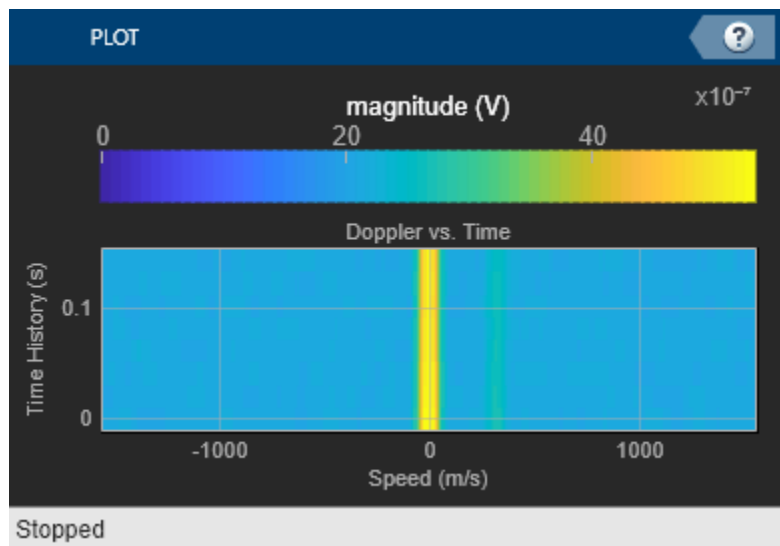 PLOT
?
magnitude (V)
x10⁻⁷
0 20 40
Doppler vs. Time
Time History (s)
0.1
0
-1000 0 1000
Speed (m/s)
Stopped